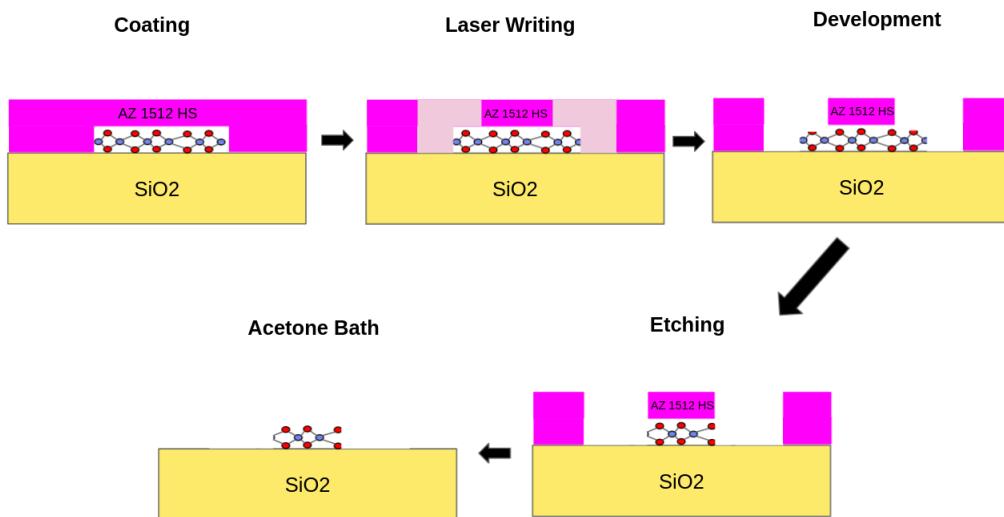 Coating
Laser Writing
Development
AZ 1512 HS
AZ 1512 HS
AZ 1512 HS
SiO2
SiO2
SiO2
Acetone Bath
Etching
AZ 1512 HS
SiO2
SiO2